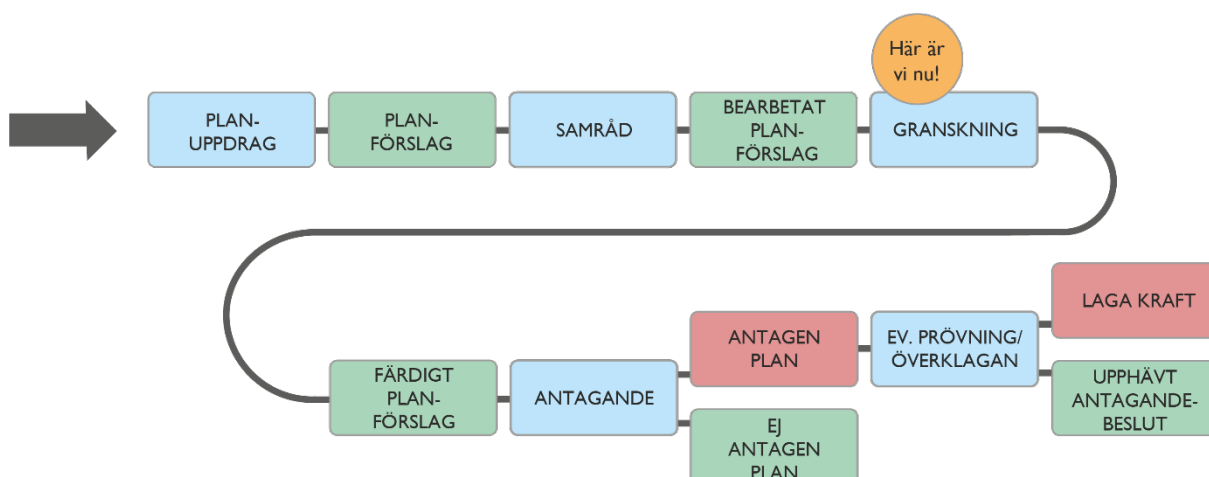 Här är
vi nu!
PLAN-
UPPDRAG
PLAN-
FÖRSLAG
SAMRÅD
BEARBETAT
PLAN-
FÖRSLAG
GRANSKNING
FÄRDIGT
PLAN-
FÖRSLAG
ANTAGANDE
ANTAGEN
PLAN
EJ
ANTAGEN
PLAN
EV. PRÖVNING/
ÖVERKLAGAN
LAGA KRAFT
UPPHÄVT
ANTAGANDE-
BESLUT